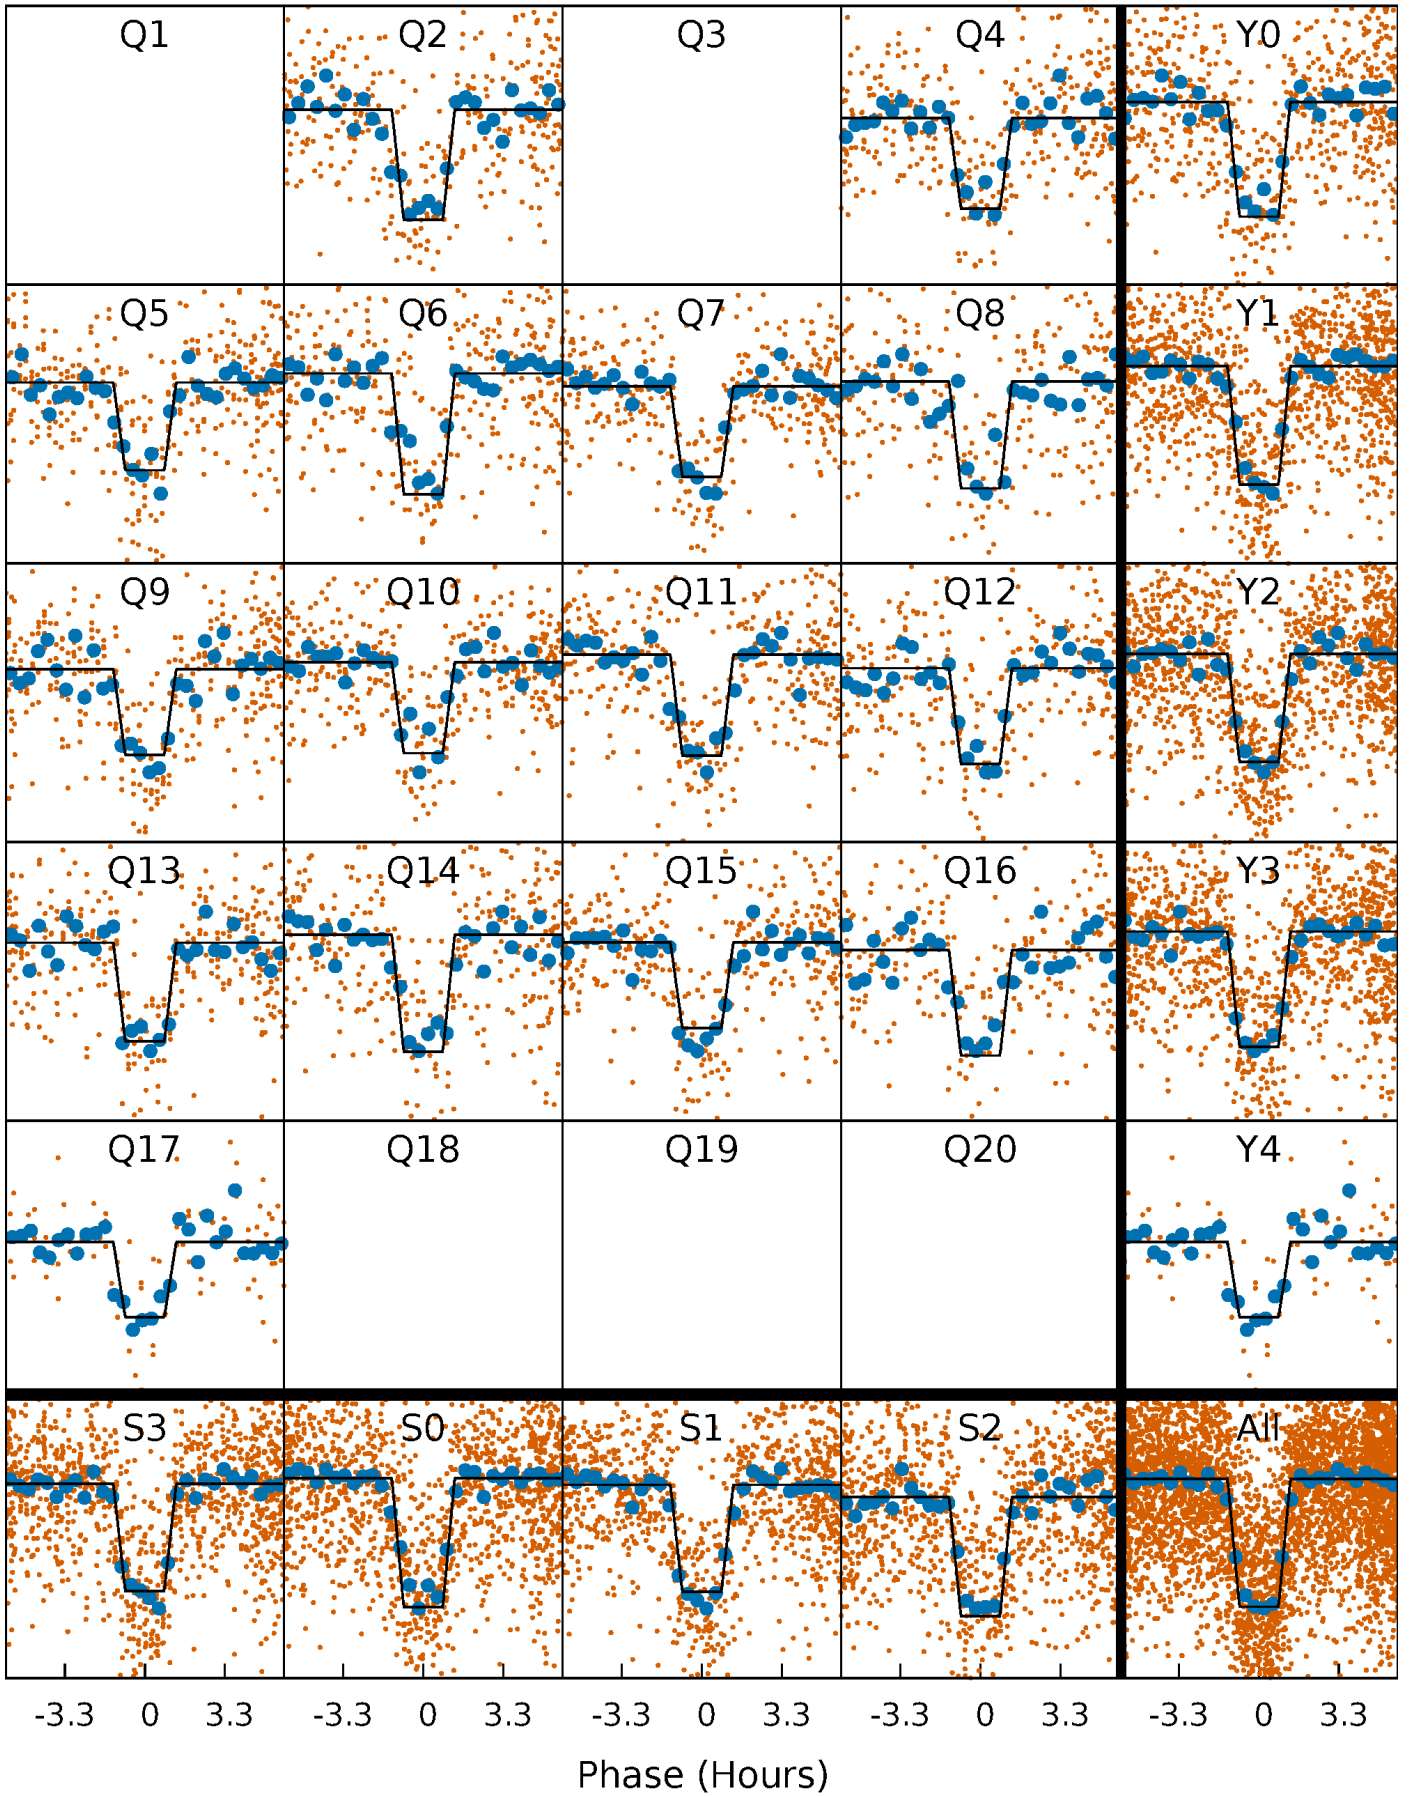 Q1 Q2 Q3 Q4 Y0
Q5 Q6 Q7 Q8 Y1
Q9 Q10 Q11 Q12 Y2
Q13 Q14 Q15 Q16 Y3
Q17 Q18 Q19 Q20 Y4
S3 S0 S1 S2 All
-3.3 0 3.3 -3.3 0 3.3 -3.3 0 3.3 -3.3 0 3.3 -3.3 0 3.3
Phase (Hours)